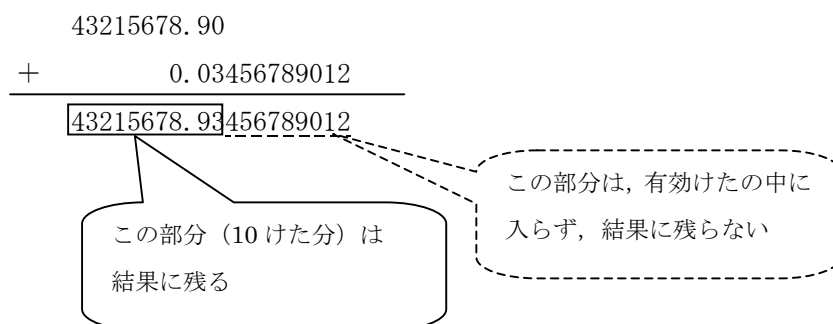 43215678.90
＋ 0.03456789012
43215678.93456789012
この部分は，有効けたの中に
入らず，結果に残らない
この部分（10 けた分）は
結果に残る